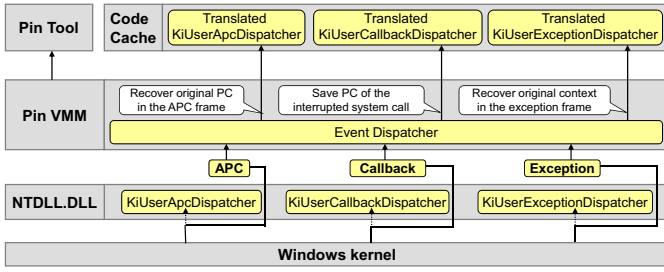 Pin Tool
Code
Cache
Translated
KiUserApcDispatcher
Translated
KiUserCallbackDispatcher
Translated
KiUserExceptionDispatcher
Recover original PC
in the APC frame
Save PC of the
interrupted system call
Recover original context
in the exception frame
Pin VMM
Event Dispatcher
APC
Callback
Exception
NTDLL.DLL
KiUserApcDispatcher
KiUserCallbackDispatcher
KiUserExceptionDispatcher
Windows kernel